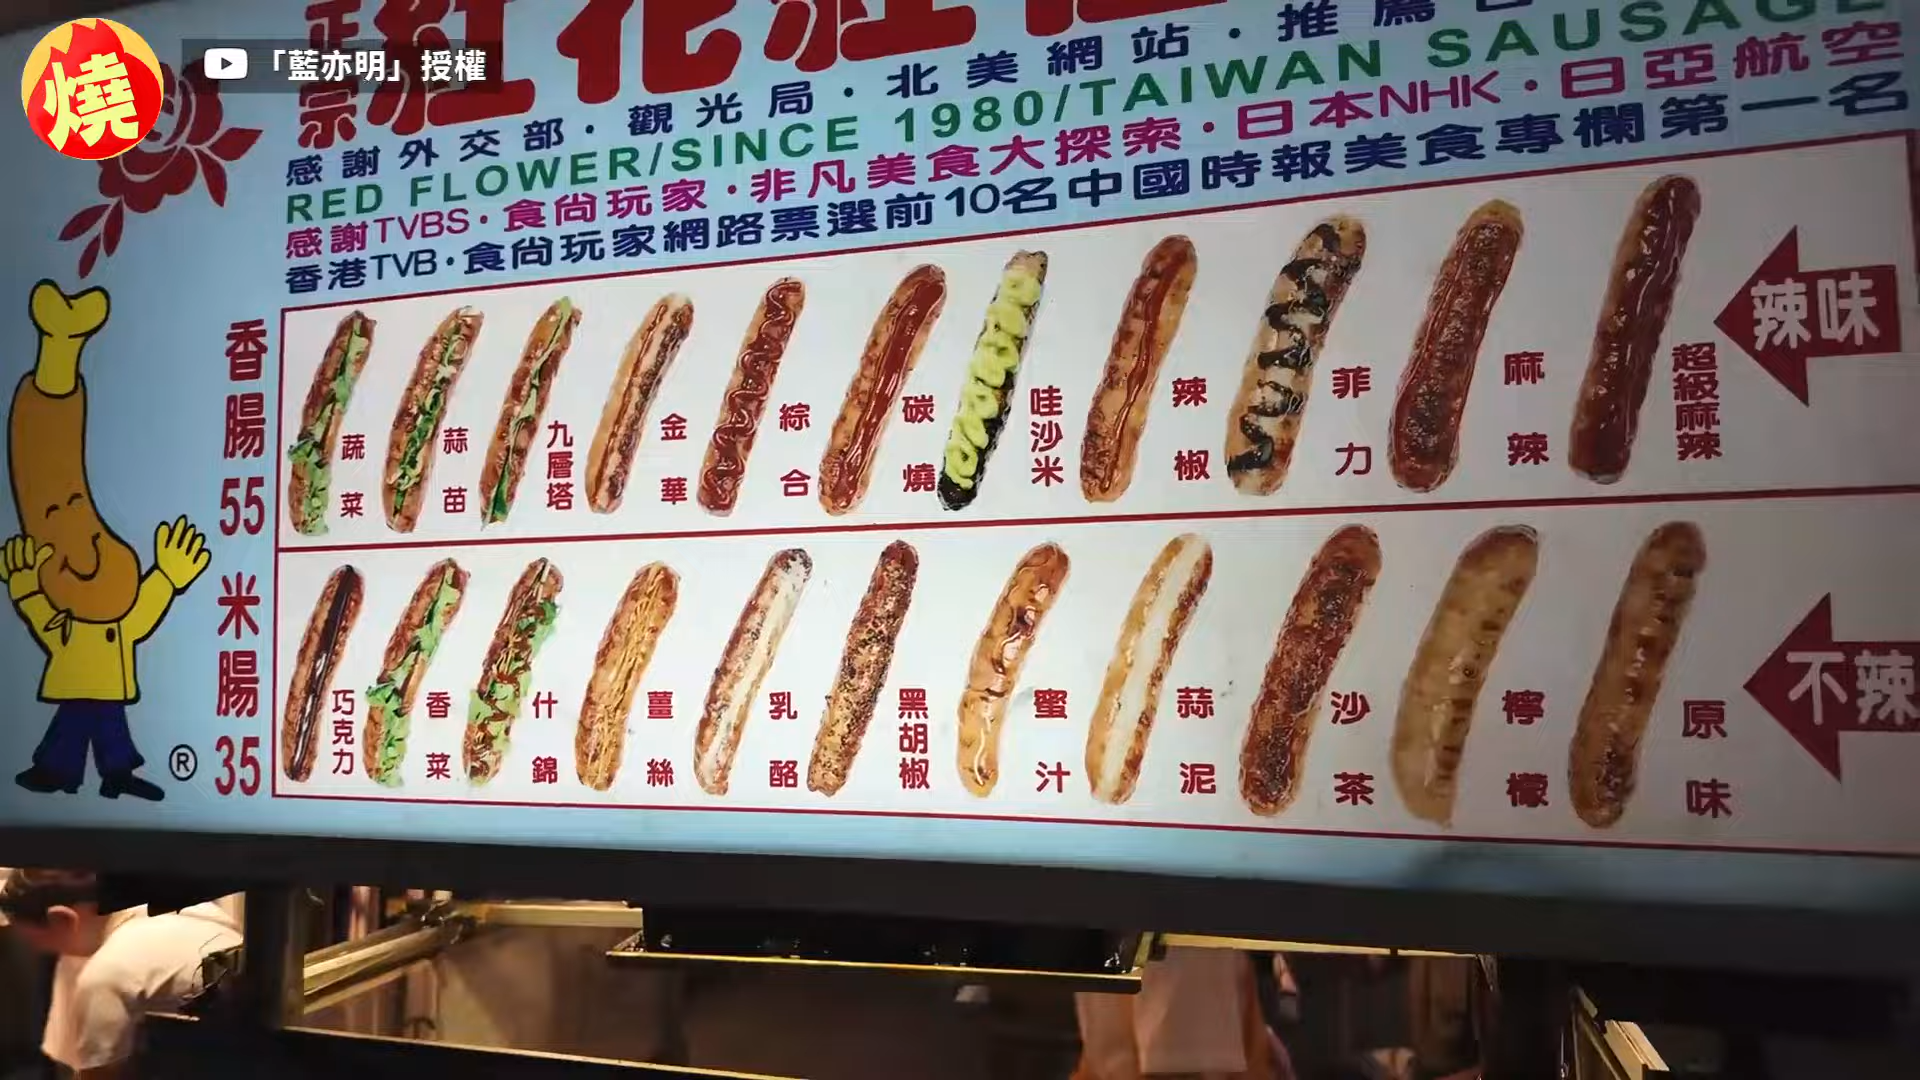 燒
「藍亦明」授權
正宗 紅花
感謝外交部・觀光局・北美網站・推薦
RED FLOWER/SINCE 1980/TAIWAN SAUSAGE
感謝TVBS・食尚玩家・非凡美食大探索・日本NHK・日亞航空
香港TVB・食尚玩家網路票選前10名中國時報美食專欄第一名
香腸55 米腸35
蔬菜 蒜苗 九層塔 金華 綜合 碳燒 哇沙米 辣椒 菲力 麻辣 超級麻辣 辣味
巧克力 香菜 什錦 薑絲 乳酪 黑胡椒 蜜汁 蒜泥 沙茶 檸檬 原味 不辣
®